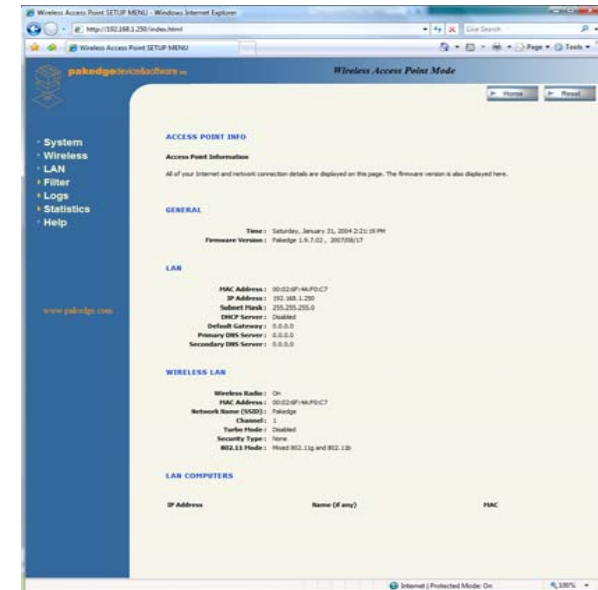 Wireless Access Point SETUP MENU - Windows Internet Explorer
http://192.168.1.250/index.html
Live Search
Wireless Access Point SETUP MENU
Page
Tools
pakedgedevice&software inc
Wireless Access Point Mode
Home
Reset
System
Wireless
LAN
Filter
Logs
Statistics
Help
www.pakedge.com
ACCESS POINT INFO
Access Point Information
All of your Internet and network connection details are displayed on this page. The firmware version is also displayed here.
GENERAL
Time : Saturday, January 31, 2004 2:21:19 PM
Firmware Version : Pakedge 1.9.7.02 , 2007/08/17
LAN
MAC Address : 00:02:6F:4A:FD:C7
IP Address : 192.168.1.250
Subnet Mask : 255.255.255.0
DHCP Server : Disabled
Default Gateway : 0.0.0.0
Primary DNS Server : 0.0.0.0
Secondary DNS Server : 0.0.0.0
WIRELESS LAN
Wireless Radio : On
MAC Address : 00:02:6F:4A:FD:C7
Network Name (SSID) : Pakedge
Channel : 1
Turbo Mode : Disabled
Security Type : None
802.11 Mode : Mixed 802.11g and 802.11b
LAN COMPUTERS
IP Address Name (if any) MAC
Internet | Protected Mode: On
100%